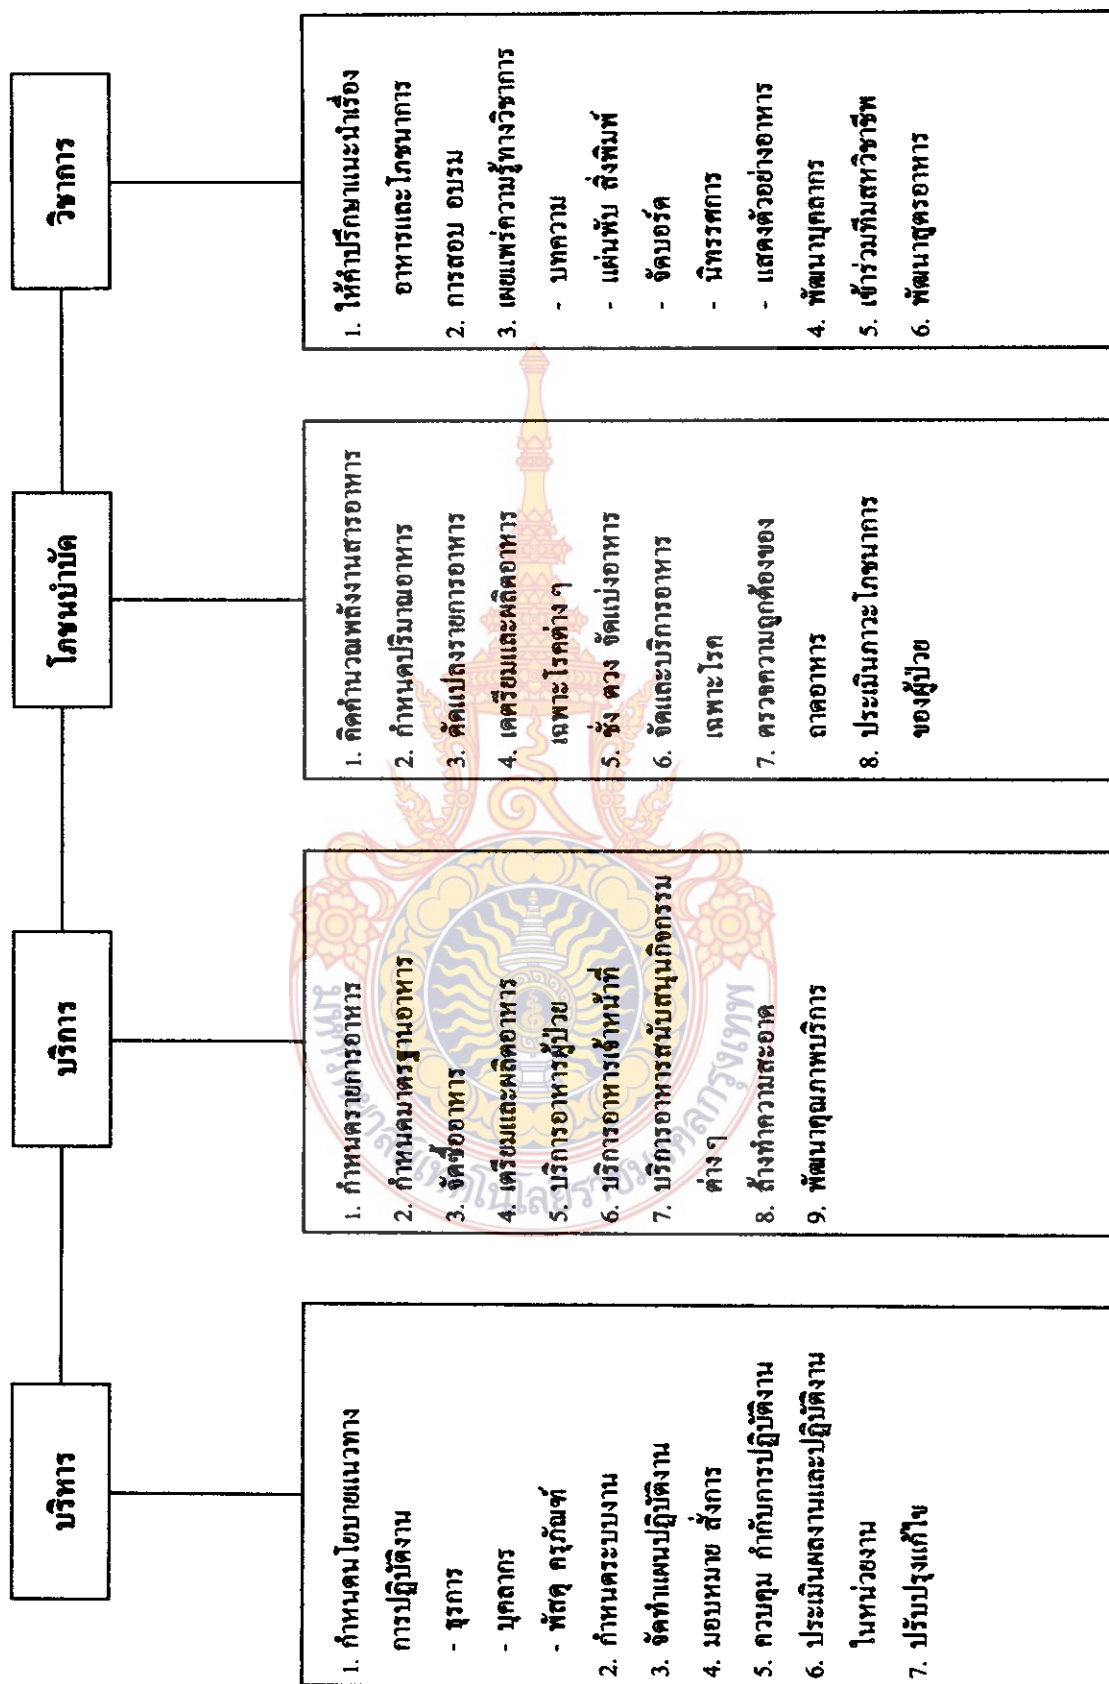 บริหาร
1. กำหนดนโยบายแนวทาง
การปฏิบัติงาน
- ธุรการ
- บุคลากร
- พัสดุ ครุภัณฑ์
2. กำหนดระบบงาน
3. จัดทำแผนปฏิบัติงาน
4. มอบหมาย สั่งการ
5. ควบคุม กำกับการปฏิบัติงาน
6. ประเมินผลงานและปฏิบัติงาน
ในหน่วยงาน
7. ปรับปรุงแก้ไข
บริการ
1. กำหนดรายการอาหาร
2. กำหนดมาตรฐานอาหาร
3. จัดซื้ออาหาร
4. เตรียมและผลิตอาหาร
5. บริการอาหารผู้ป่วย
6. บริการอาหารเจ้าหน้าที่
7. บริการอาหารสนับสนุนกิจกรรม
ต่าง ๆ
8. ล้างทำความสะอาด
9. พัฒนาคุณภาพบริการ
โภชนบำบัด
1. คิดคำนวณพลังงานสารอาหาร
2. กำหนดปริมาณอาหาร
3. ดัดแปลงรายการอาหาร
4. เตรียมและผลิตอาหาร
เฉพาะโรคต่าง ๆ
5. ชั่ง ตวง จัดแบ่งอาหาร
6. จัดและบริการอาหาร
เฉพาะโรค
7. ตรวจความถูกต้องของ
ถาดอาหาร
8. ประเมินภาวะโภชนาการ
ของผู้ป่วย
วิชาการ
1. ให้คำปรึกษาแนะนำเรื่อง
อาหารและโภชนาการ
2. การสอบ อบรม
3. เผยแพร่ความรู้ทางวิชาการ
- บทความ
- แผ่นพับ สิ่งพิมพ์
- จัดบอร์ด
- นิทรรศการ
- แสดงตัวอย่างอาหาร
4. พัฒนาบุคลากร
5. เข้าร่วมทีมสหวิชาชีพ
6. พัฒนาสูตรอาหาร
มหาวิทยาลัยเทคโนโลยีราชมงคลกรุงเทพ